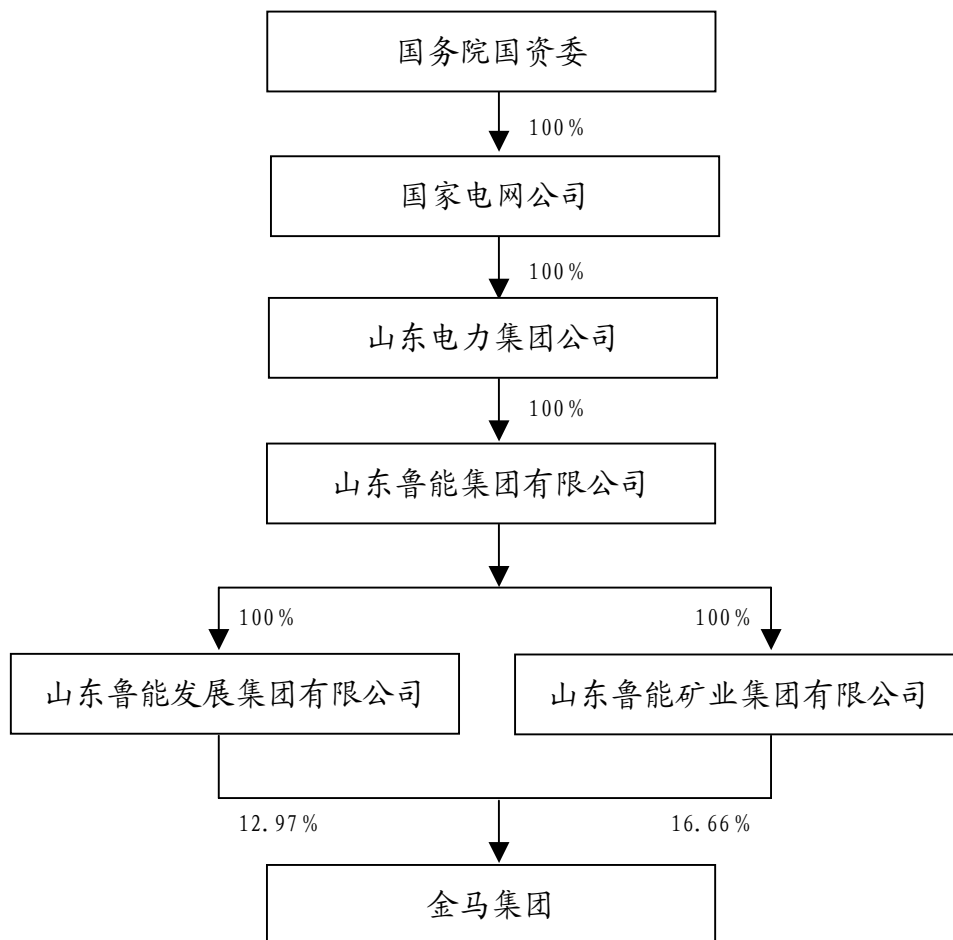 国务院国资委
100%
国家电网公司
100%
山东电力集团公司
100%
山东鲁能集团有限公司
100%
100%
山东鲁能发展集团有限公司
山东鲁能矿业集团有限公司
12.97%
16.66%
金马集团